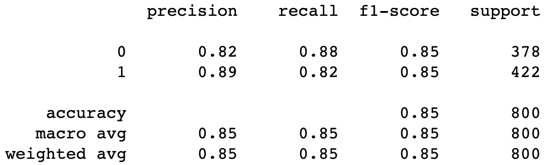 precision recall f1-score support
0 0.82 0.88 0.85 378
1 0.89 0.82 0.85 422
accuracy 0.85 800
macro avg 0.85 0.85 0.85 800
weighted avg 0.85 0.85 0.85 800